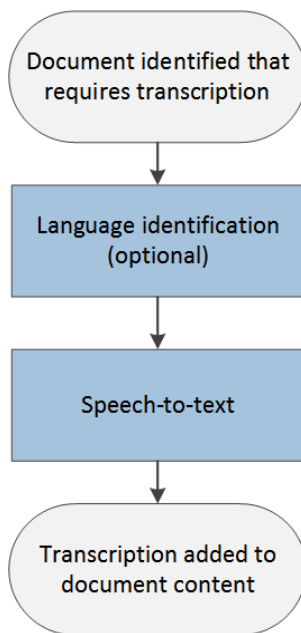 Document identified that
requires transcription
Language identification
(optional)
Speech-to-text
Transcription added to
document content